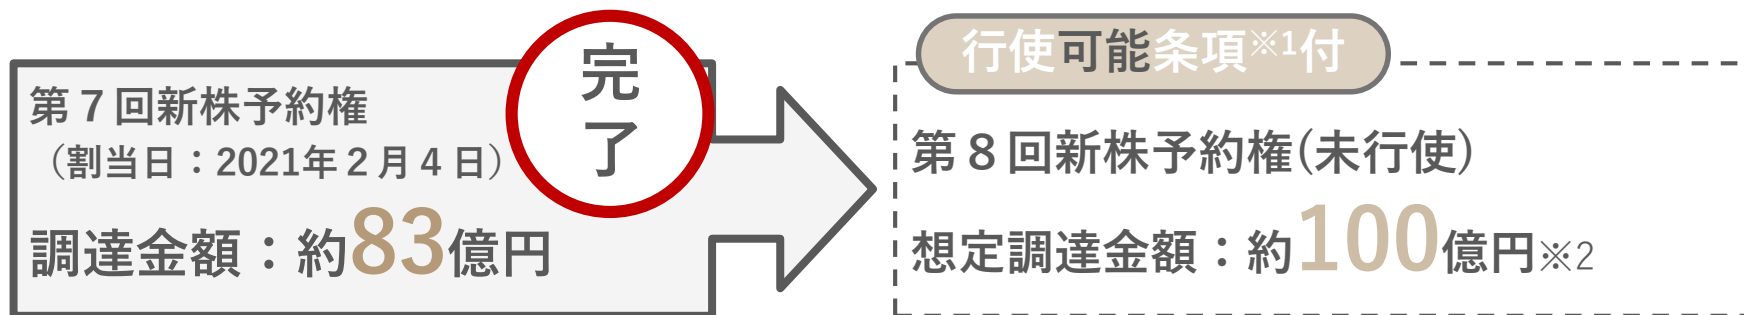 第７回新株予約権
（割当日：2021年２月４日）
調達金額：約83億円
完
了
行使可能条項※1付
第８回新株予約権(未行使)
想定調達金額：約100億円※2